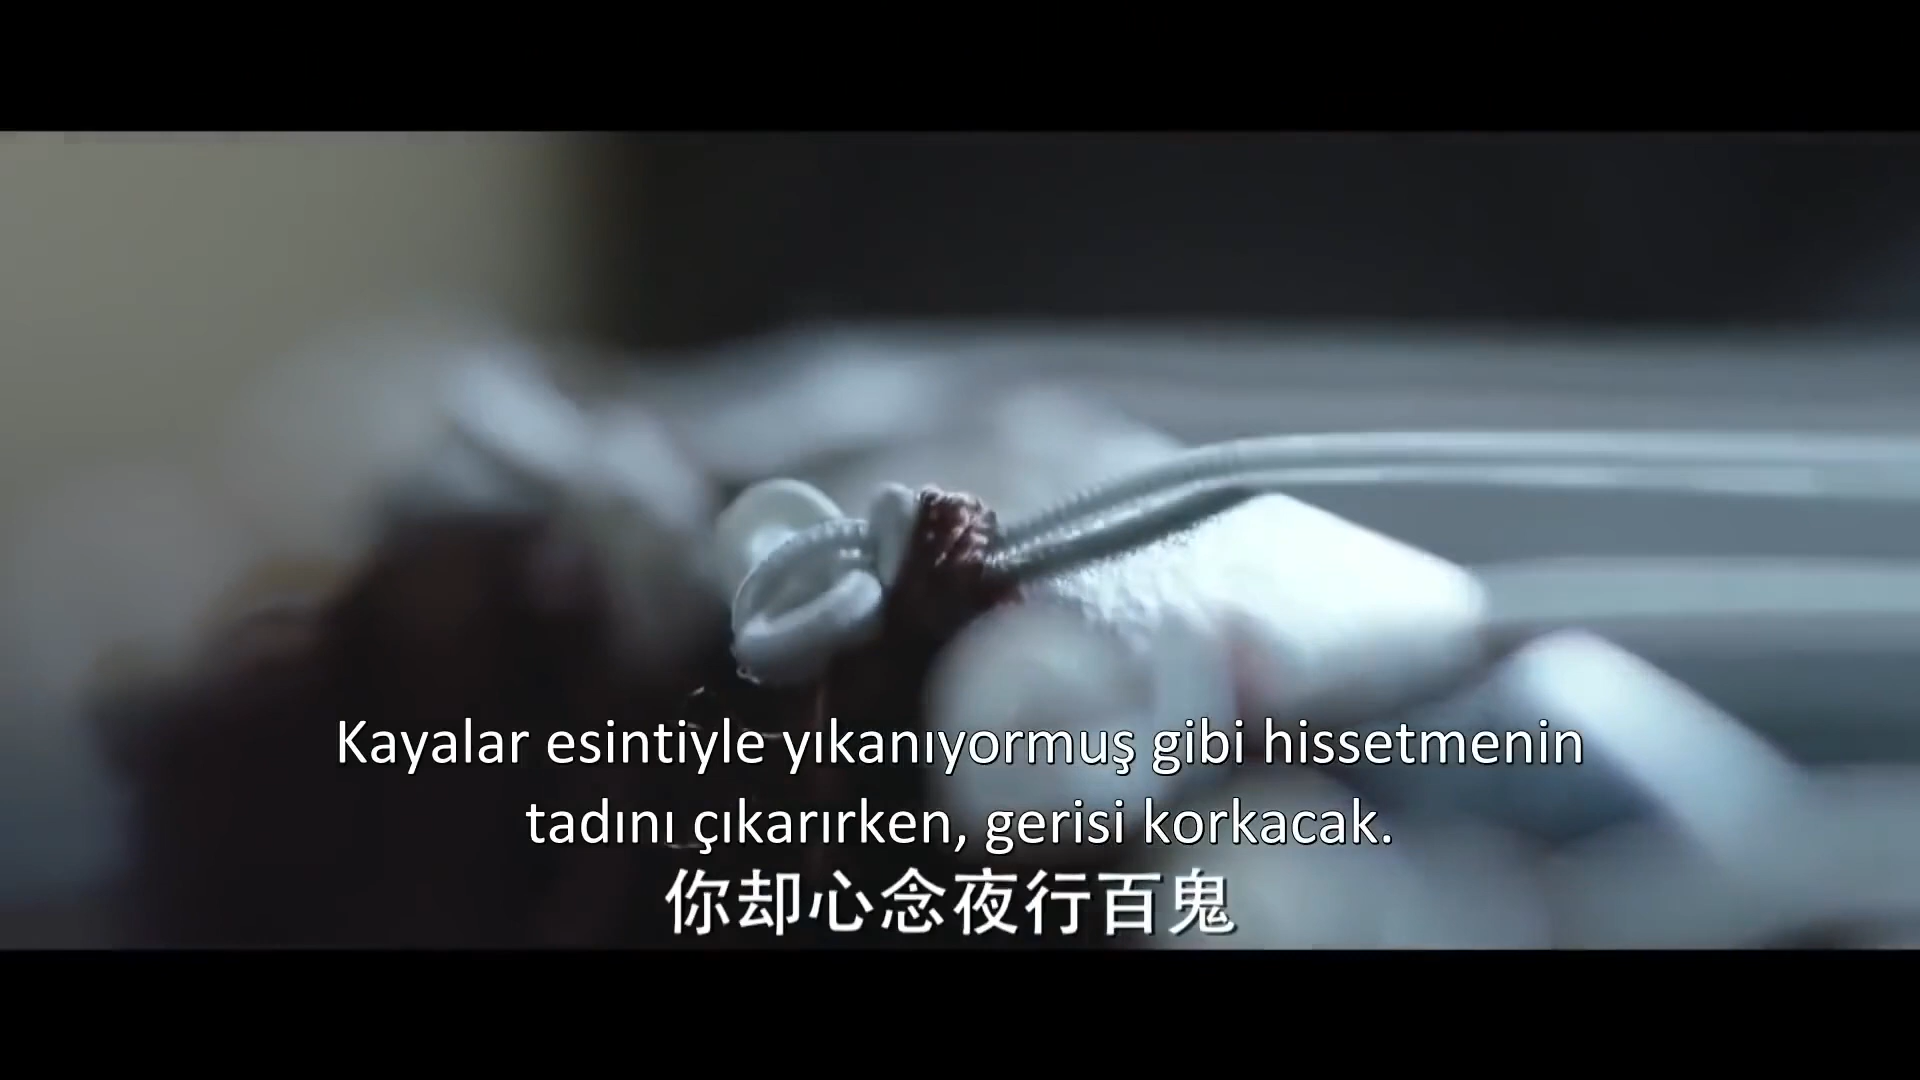 Kayalar esintiyle yıkanıyormuş gibi hissetmenin
tadını çıkarırken, gerisi korkacak.
你却心念夜行百鬼